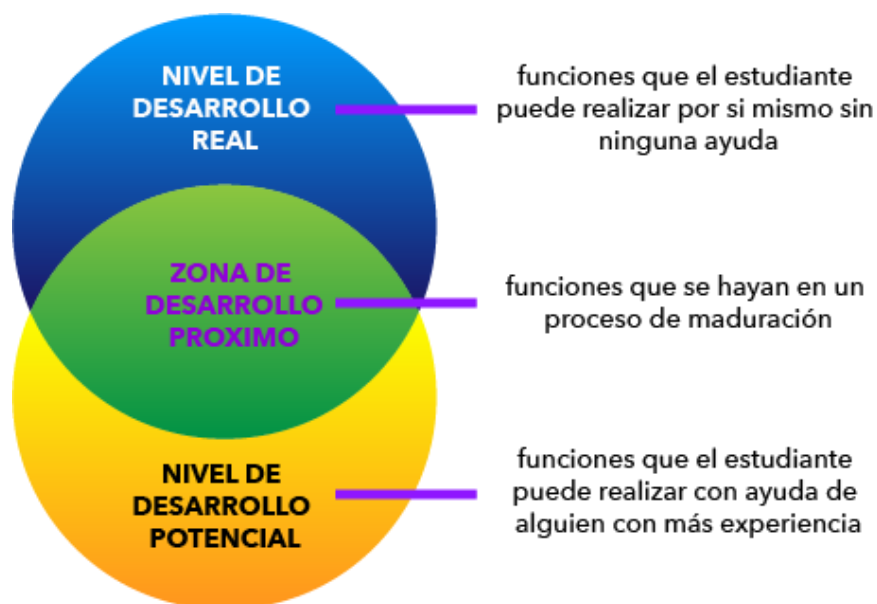 NIVEL DE
DESARROLLO
REAL
funciones que el estudiante
puede realizar por si mismo sin
ninguna ayuda
ZONA DE
DESARROLLO
PROXIMO
funciones que se hayan en un
proceso de maduración
NIVEL DE
DESARROLLO
POTENCIAL
funciones que el estudiante
puede realizar con ayuda de
alguien con más experiencia